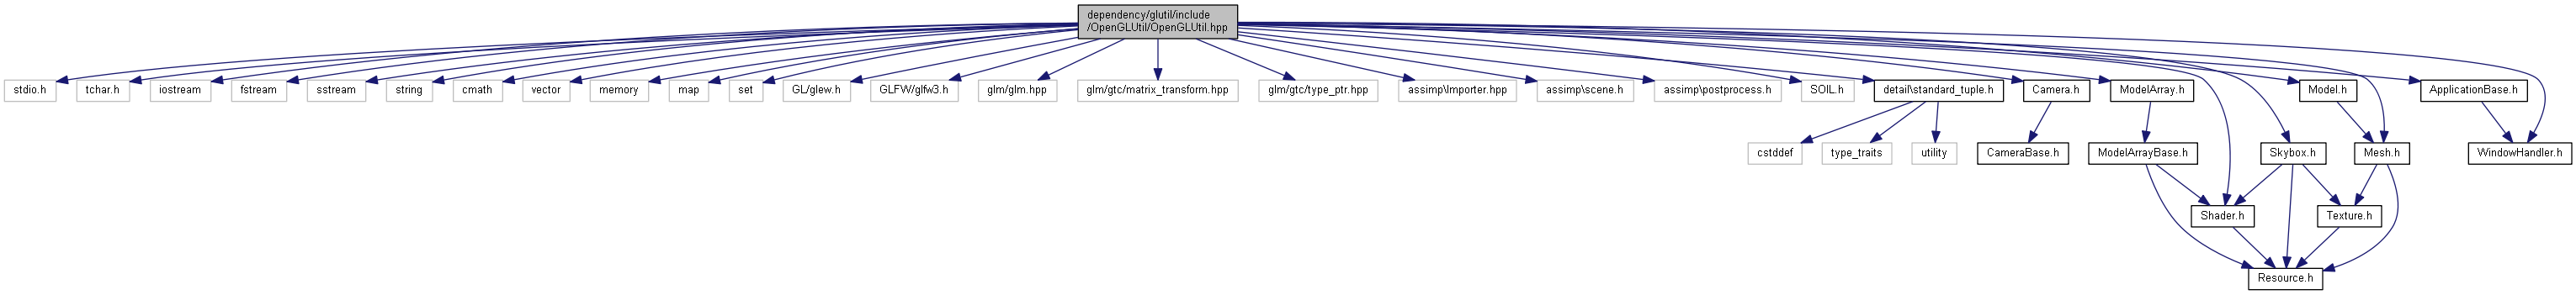 dependency/glutil/include
/OpenGLUtil/OpenGLUtil.hpp
stdio.h
tchar.h
iostream
fstream
sstream
string
cmath
vector
memory
map
set
GL/glew.h
GLFW/glfw3.h
glm/glm.hpp
glm/gtc/matrix_transform.hpp
glm/gtc/type_ptr.hpp
assimp\Importer.hpp
assimp\scene.h
assimp\postprocess.h
SOIL.h
detail\standard_tuple.h
Camera.h
ModelArray.h
Model.h
ApplicationBase.h
cstddef
type_traits
utility
CameraBase.h
ModelArrayBase.h
Skybox.h
Mesh.h
WindowHandler.h
Shader.h
Texture.h
Resource.h